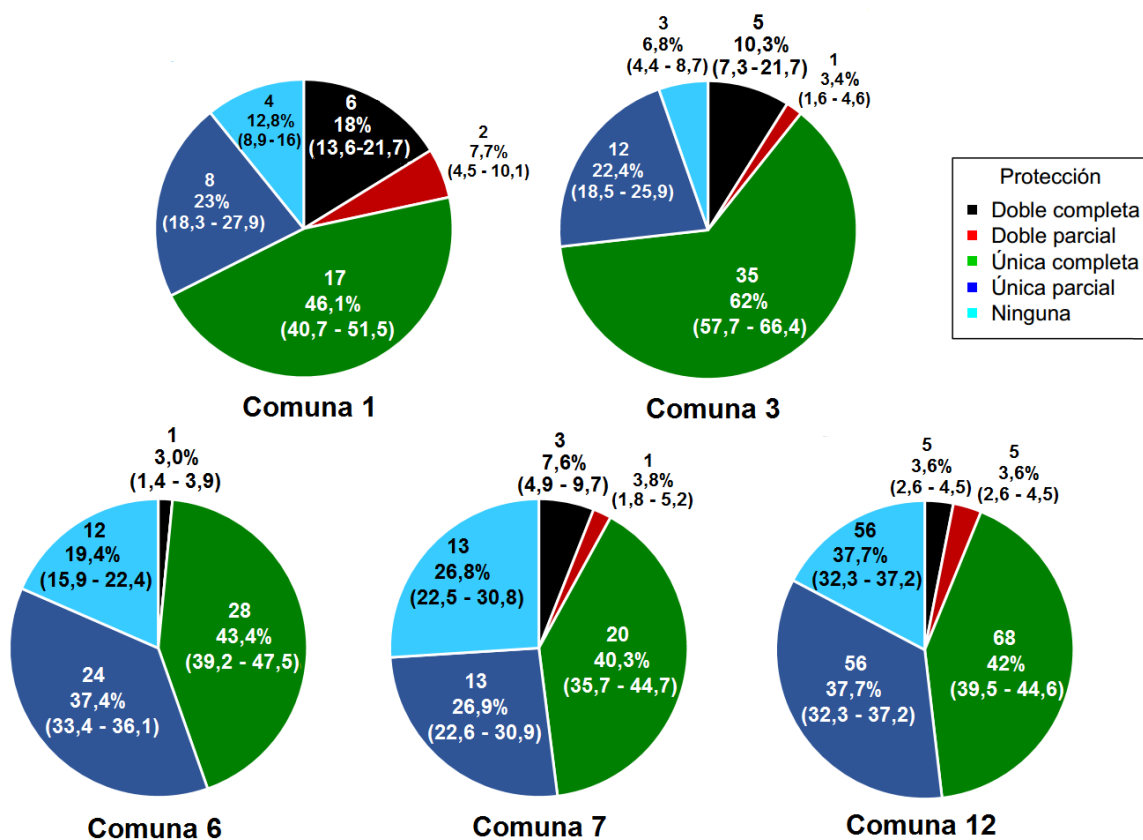 4
12,8%
(8,9 - 16)
6
18%
(13,6-21,7)
2
7,7%
(4,5 - 10,1)
8
23%
(18,3 - 27,9)
17
46,1%
(40,7 - 51,5)
Comuna 1
3
6,8%
(4,4 - 8,7)
5
10,3%
(7,3 -21,7)
1
3,4%
(1,6 - 4,6)
12
22,4%
(18,5 - 25,9)
35
62%
(57,7 - 66,4)
Comuna 3
Protección
Doble completa
Doble parcial
Única completa
Única parcial
Ninguna
1
3,0%
(1,4 - 3,9)
12
19,4%
(15,9 - 22,4)
28
43,4%
(39,2 - 47,5)
24
37,4%
(33,4 - 36,1)
Comuna 6
3
7,6%
(4,9 - 9,7)
1
3,8%
(1,8 - 5,2)
13
26,8%
(22,5 - 30,8)
20
40,3%
(35,7 - 44,7)
13
26,9%
(22,6 - 30,9)
Comuna 7
5
3,6%
(2,6 - 4,5)
5
3,6%
(2,6 - 4,5)
56
37,7%
(32,3 - 37,2)
68
42%
(39,5 - 44,6)
56
37,7%
(32,3 - 37,2)
Comuna 12